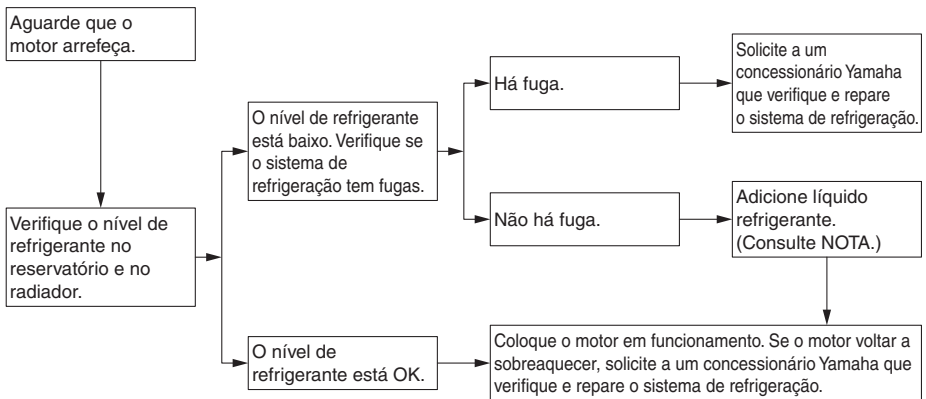 Aguarde que o
motor arrefeça.
Verifique o nível de
refrigerante no
reservatório e no
radiador.
O nível de refrigerante
está baixo. Verifique se
o sistema de
refrigeração tem fugas.
Há fuga.
Solicite a um
concessionário Yamaha
que verifique e repare
o sistema de refrigeração.
Não há fuga.
Adicione líquido
refrigerante.
(Consulte NOTA.)
O nível de
refrigerante está OK.
Coloque o motor em funcionamento. Se o motor voltar a
sobreaquecer, solicite a um concessionário Yamaha que
verifique e repare o sistema de refrigeração.